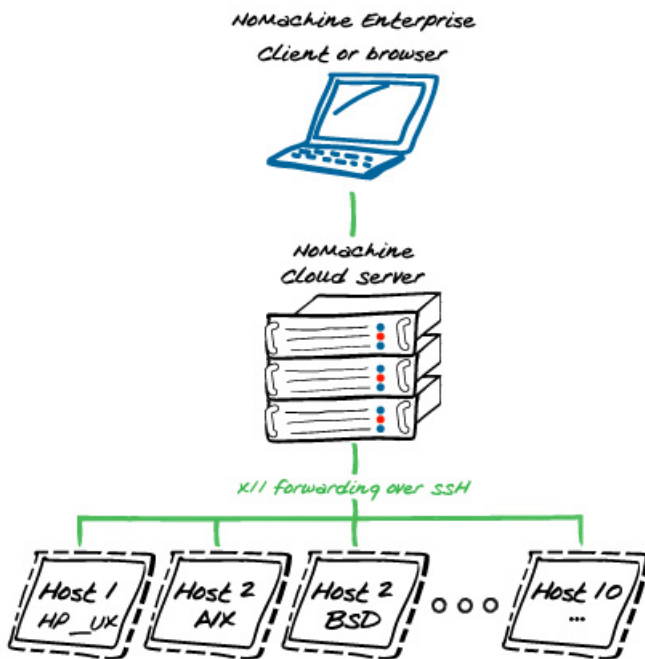 NoMachine Enterprise
Client or browser
NoMachine
Cloud server
X11 forwarding over SSH
Host 1
HP_UX
Host 2
AIX
Host 2
BSD
Host 10
...